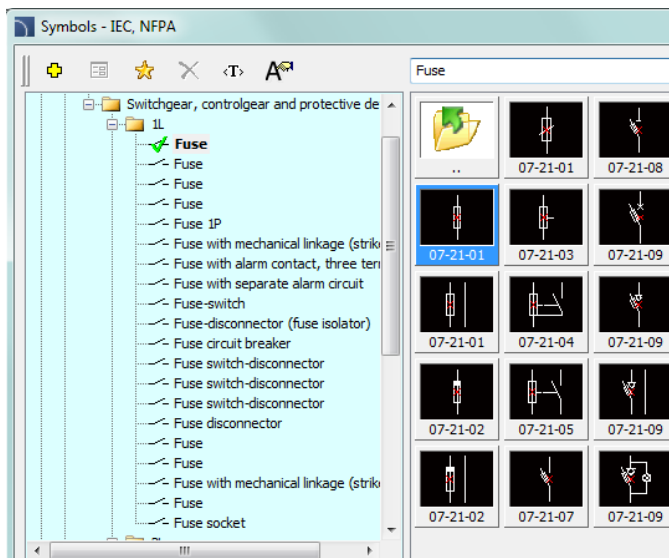 Symbols - IEC, NFPA
<T> A
Fuse
Switchgear, controlgear and protective de
1L
Fuse
Fuse
Fuse
Fuse
Fuse 1P
Fuse with mechanical linkage (strike
Fuse with alarm contact, three terr
Fuse with separate alarm circuit
Fuse-switch
Fuse-disconnector (fuse isolator)
Fuse circuit breaker
Fuse switch-disconnector
Fuse switch-disconnector
Fuse switch-disconnector
Fuse disconnector
Fuse
Fuse
Fuse with mechanical linkage (strike
Fuse
Fuse socket
.. 07-21-01 07-21-08
07-21-01 07-21-03 07-21-09
07-21-01 07-21-04 07-21-09
07-21-02 07-21-05 07-21-09
07-21-02 07-21-07 07-21-09